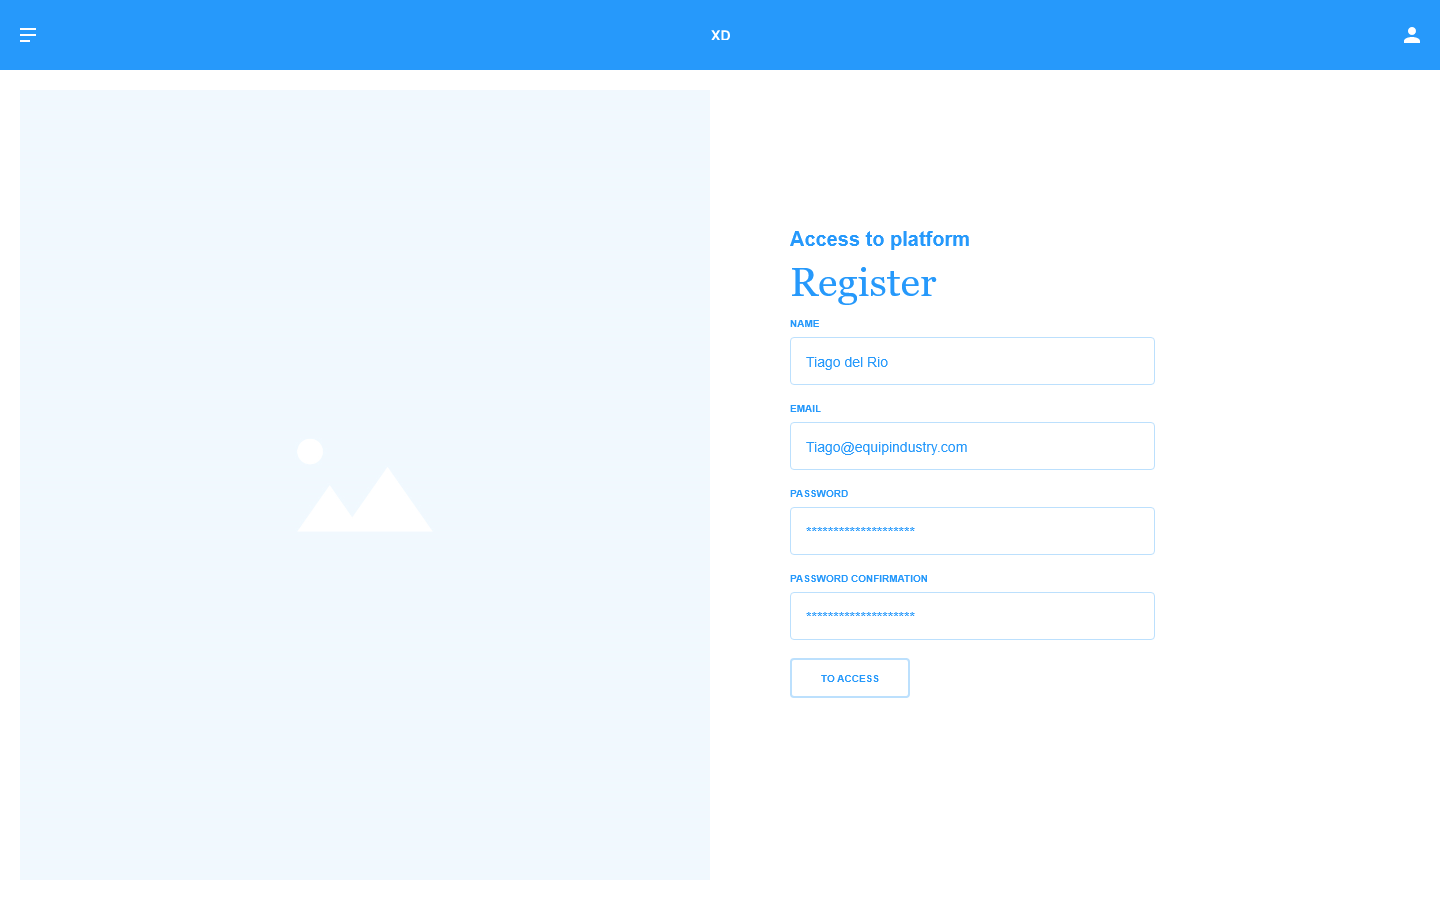 XD
Access to platform
Register
NAME
Tiago del Rio
EMAIL
Tiago@equipindustry.com
PASSWORD
********************
PASSWORD CONFIRMATION
********************
TO ACCESS